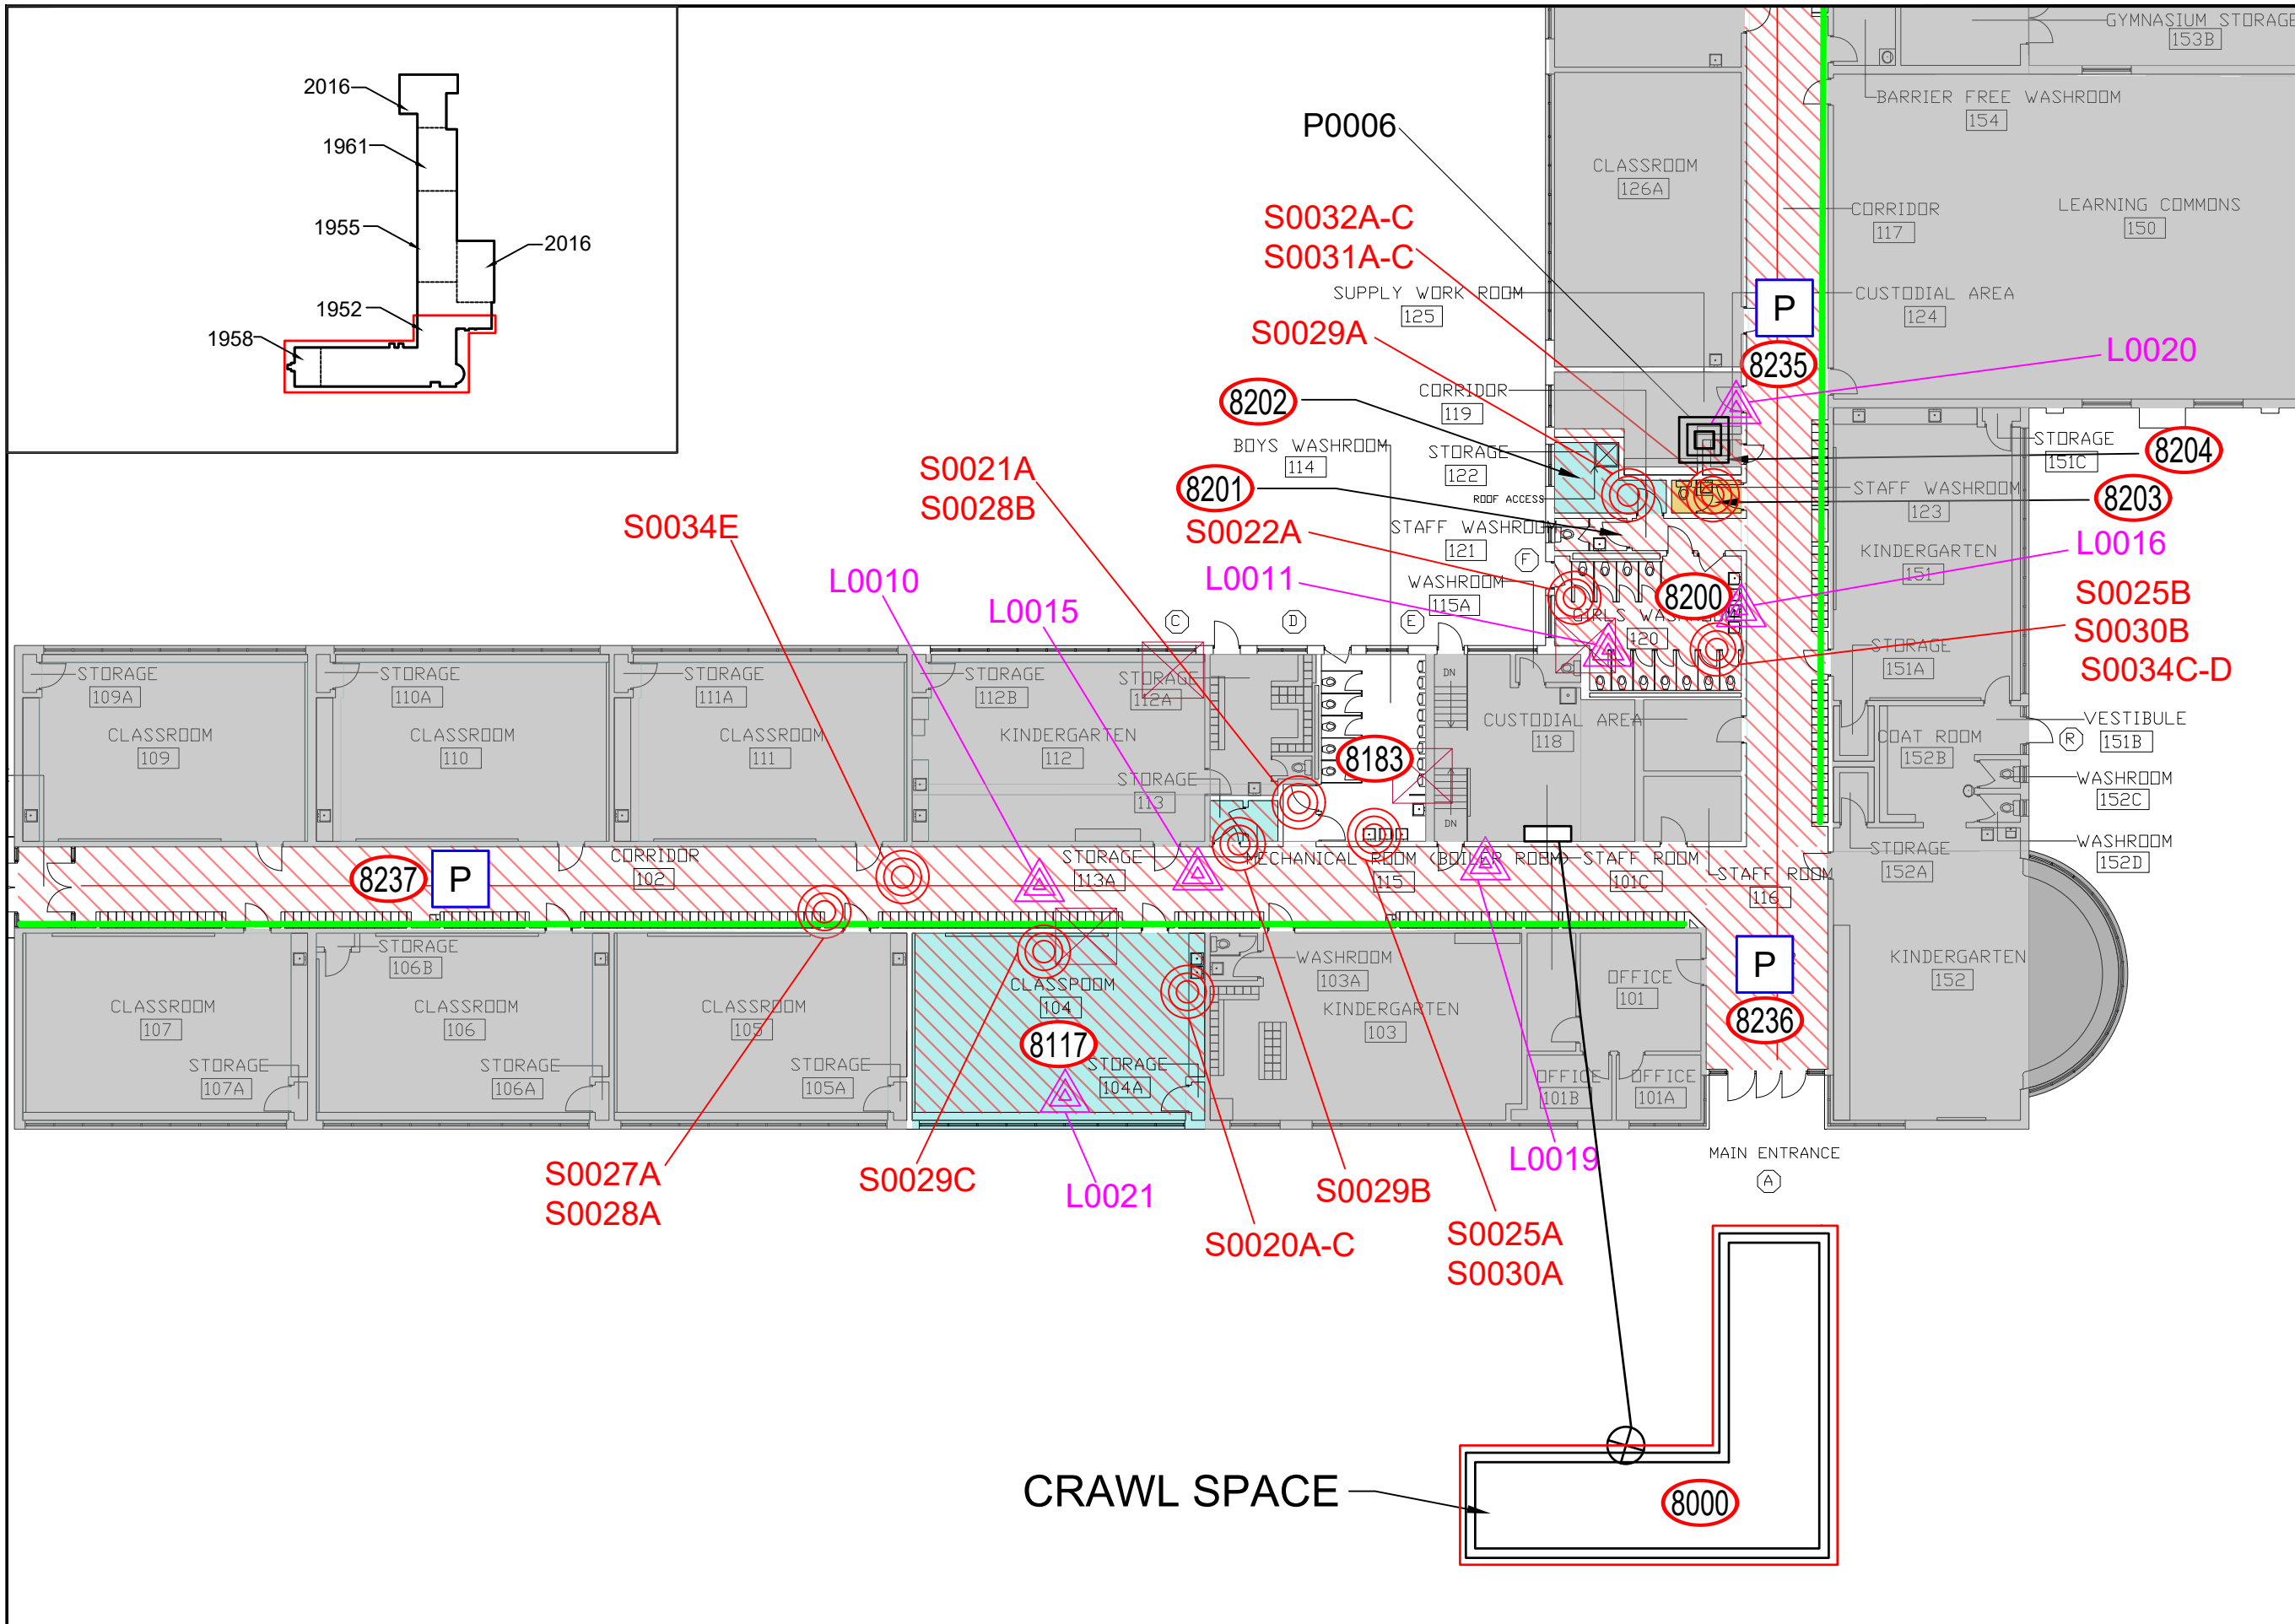 2016
1961
1955
2016
1952
1958
GYMNASIUM STORAGE
153B
BARRIER FREE WASHROOM
154
P0006
CLASSROOM
126A
S0032A-C
S0031A-C
CORRIDOR
117
LEARNING COMMONS
150
SUPPLY WORK ROOM
125
P
CUSTODIAL AREA
124
S0029A
8235
L0020
8202
CORRIDOR
119
BOYS WASHROOM
114
STORAGE
122
STORAGE
151C
8204
S0021A
S0028B
8201
ROOF ACCESS
STAFF WASHROOM
123
8203
S0034E
S0022A
STAFF WASHROOM
121
F
L0016
KINDERGARTEN
151
L0010
L0011
WASHROOM
115A
8200
S0025B
S0030B
S0034C-D
L0015
C
D
E
GIRLS WASHROOM
120
STORAGE
109A
STORAGE
110A
STORAGE
111A
STORAGE
112B
STORAGE
112A
DN
STORAGE
151A
CLASSROOM
109
CLASSROOM
110
CLASSROOM
111
KINDERGARTEN
112
CUSTODIAL AREA
118
COAT ROOM
152B
VESTIBULE
151B
R
8183
STORAGE
113
WASHROOM
152C
DN
8237
P
CORRIDOR
102
STORAGE
113A
MECHANICAL ROOM (BOILER ROOM)
115
STAFF ROOM
101C
STAFF ROOM
116
STORAGE
152A
WASHROOM
152D
STORAGE
106B
WASHROOM
103A
P
KINDERGARTEN
152
CLASSROOM
107
CLASSROOM
106
CLASSROOM
105
CLASSROOM
104
KINDERGARTEN
103
OFFICE
101
8236
8117
STORAGE
107A
STORAGE
106A
STORAGE
105A
STORAGE
104A
OFFICE
101B
OFFICE
101A
MAIN ENTRANCE
A
S0027A
S0028A
S0029C
L0021
S0029B
L0019
S0020A-C
S0025A
S0030A
CRAWL SPACE
8000